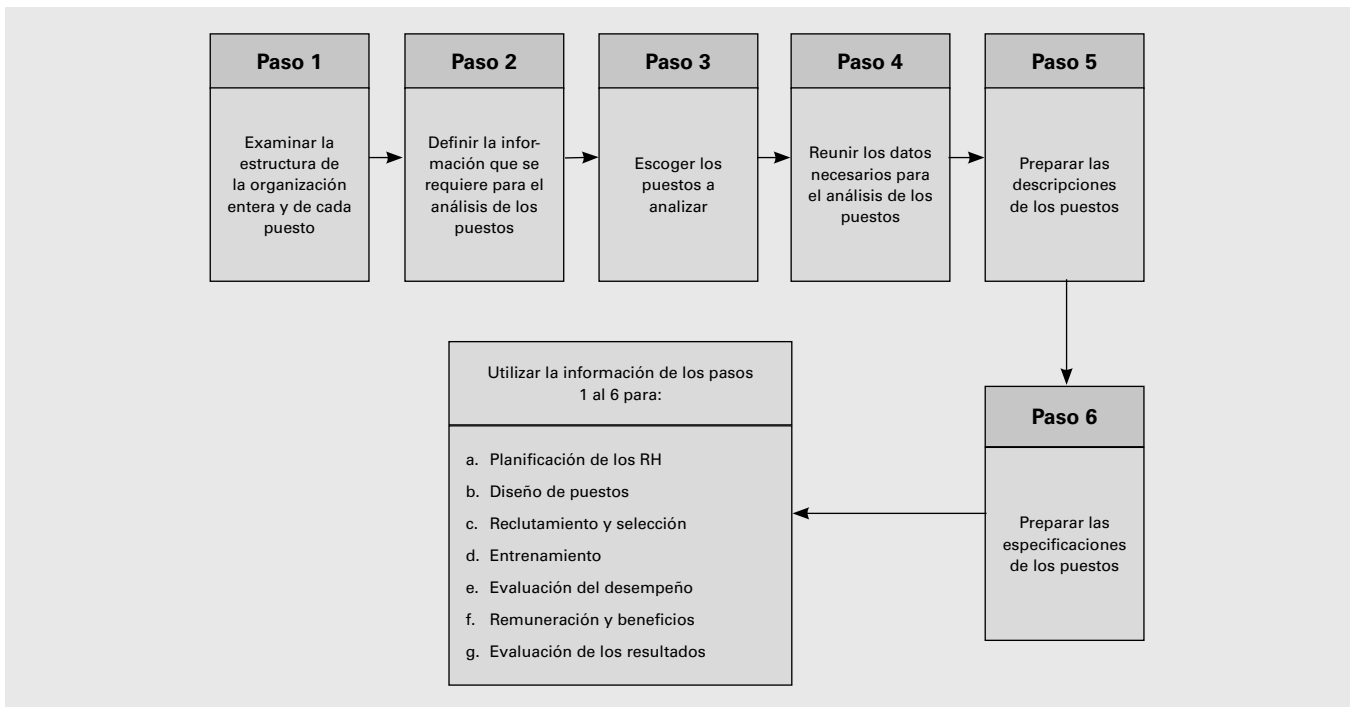 Paso 1
Examinar la
estructura de
la organización
entera y de cada
puesto
Paso 2
Definir la infor-
mación que se
requiere para el
análisis de los
puestos
Paso 3
Escoger los
puestos a
analizar
Paso 4
Reunir los datos
necesarios para
el análisis de los
puestos
Paso 5
Preparar las
descripciones
de los puestos
Paso 6
Preparar las
especificaciones
de los puestos
Utilizar la información de los pasos
1 al 6 para:
a. Planificación de los RH
b. Diseño de puestos
c. Reclutamiento y selección
d. Entrenamiento
e. Evaluación del desempeño
f. Remuneración y beneficios
g. Evaluación de los resultados